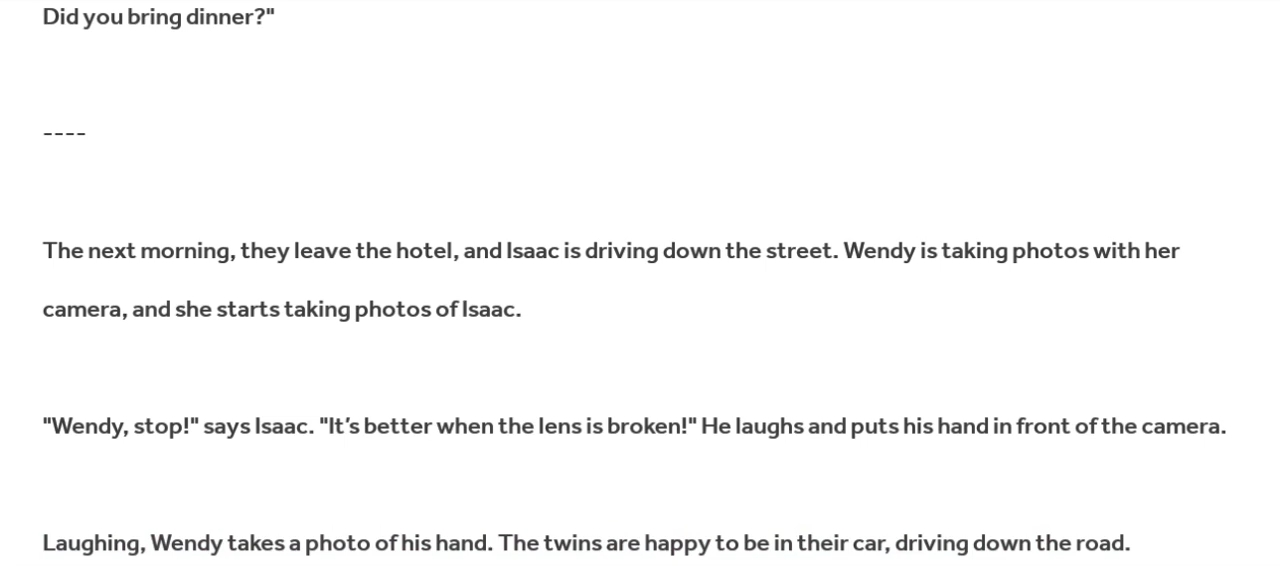 Did you bring dinner?"
----
The next morning, they leave the hotel, and Isaac is driving down the street. Wendy is taking photos with her
camera, and she starts taking photos of Isaac.
"Wendy, stop!" says Isaac. "It’s better when the lens is broken!" He laughs and puts his hand in front of the camera.
Laughing, Wendy takes a photo of his hand. The twins are happy to be in their car, driving down the road.